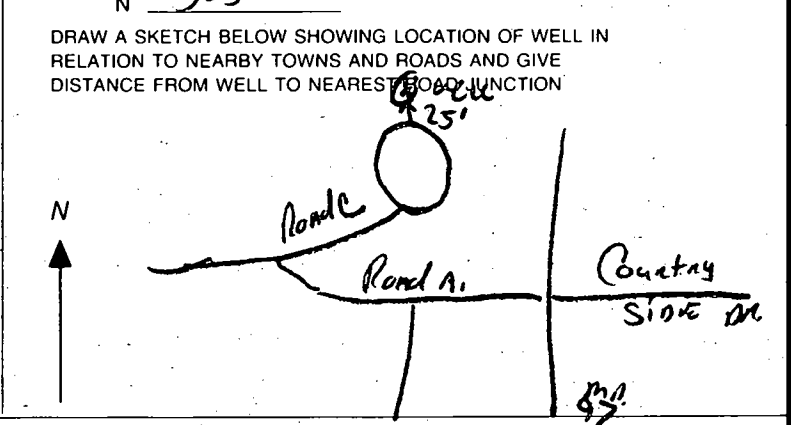 N
DRAW A SKETCH BELOW SHOWING LOCATION OF WELL IN
RELATION TO NEARBY TOWNS AND ROADS AND GIVE
DISTANCE FROM WELL TO NEAREST ROAD JUNCTION
well
25'
Road C
N
Road A.
Country
SIDE DR